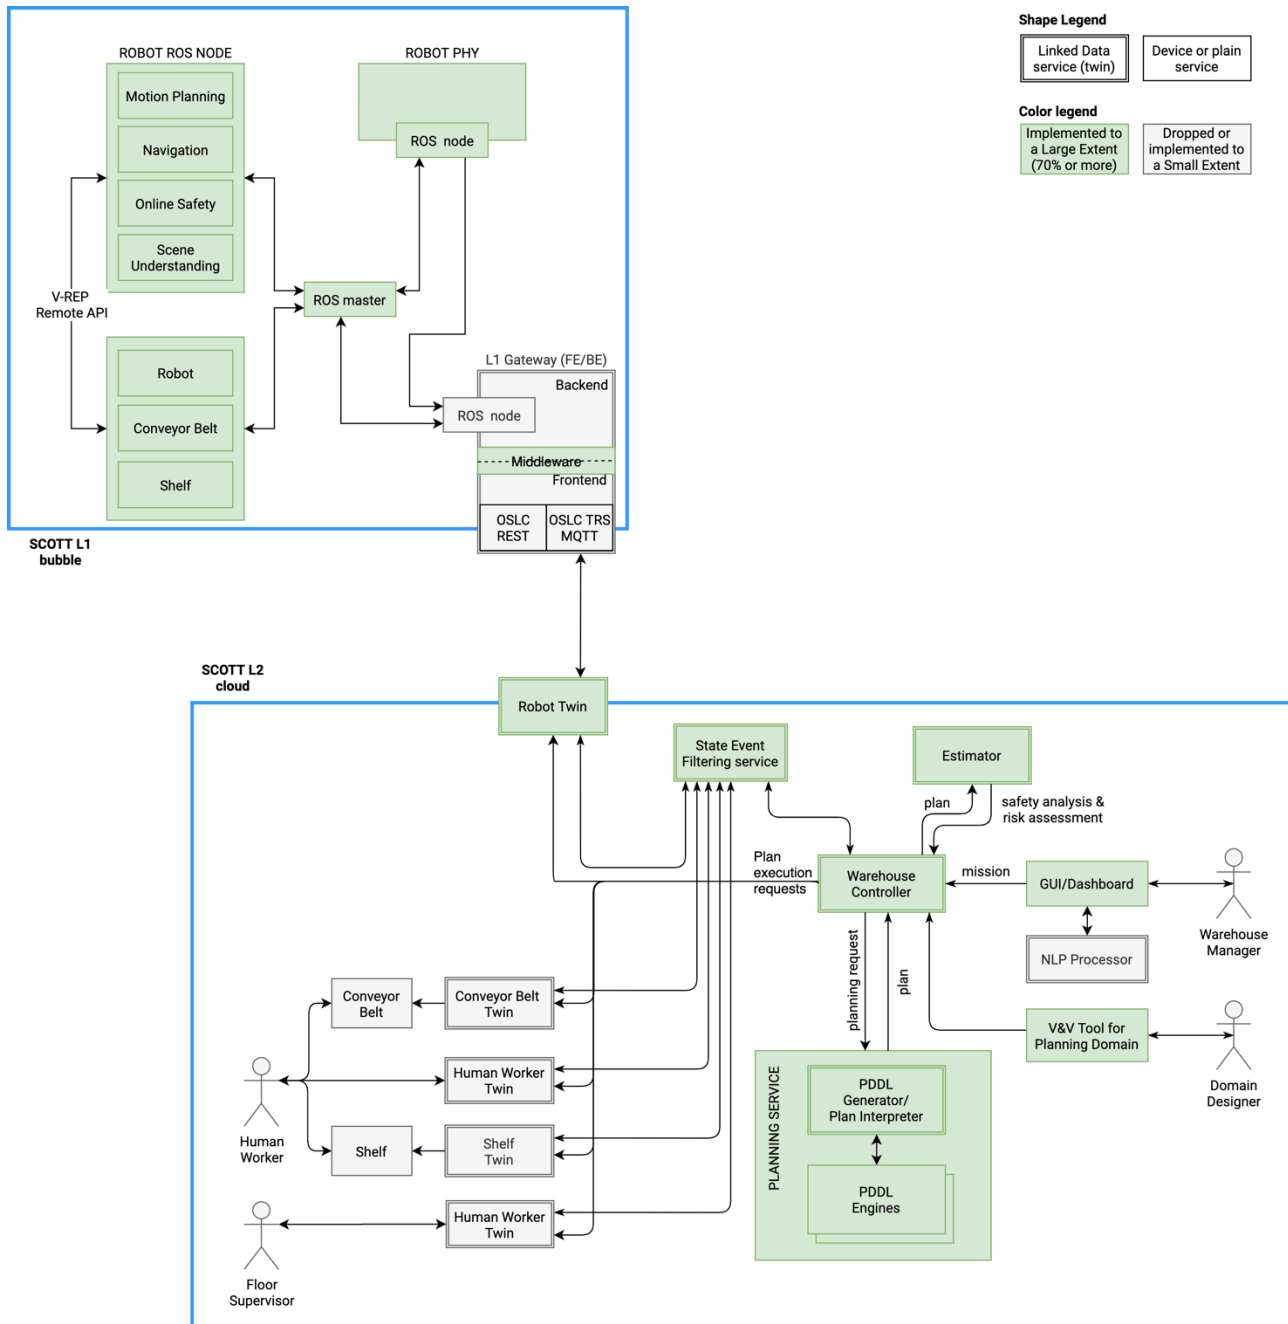 Shape Legend
Linked Data
service (twin)
Device or plain
service
Color legend
Implemented to
a Large Extent
(70% or more)
Dropped or
implemented to
a Small Extent
ROBOT ROS NODE
Motion Planning
Navigation
Online Safety
Scene
Understanding
ROBOT PHY
ROS node
V-REP
Remote API
ROS master
Robot
Conveyor Belt
Shelf
L1 Gateway (FE/BE)
Backend
ROS node
Middleware
Frontend
OSLC
REST
OSLC TRS
MQTT
SCOTT L1
bubble
SCOTT L2
cloud
Robot Twin
State Event
Filtering service
Estimator
plan
safety analysis &
risk assessment
Plan
execution
requests
Warehouse
Controller
mission
GUI/Dashboard
Warehouse
Manager
NLP Processor
planning request
plan
V&V Tool for
Planning Domain
Domain
Designer
Conveyor
Belt
Conveyor Belt
Twin
Human Worker
Twin
Human
Worker
Shelf
Shelf
Twin
Human Worker
Twin
Floor
Supervisor
PLANNING SERVICE
PDDL
Generator/
Plan Interpreter
PDDL
Engines